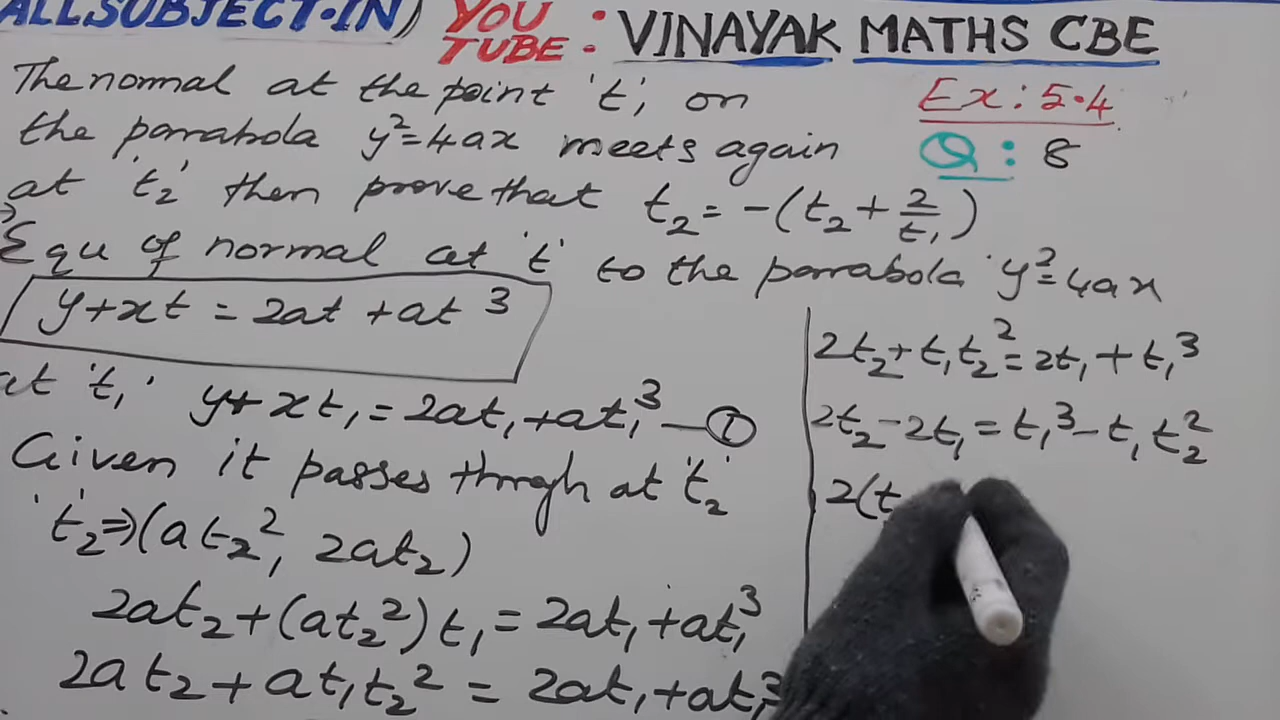 ALLSUBJECT.IN) YOU TUBE : VINAYAK MATHS CBE
The normal at the point 't₁' on
the parrabola y²=4ax meets again
at 't₂' then prove that t₂ = -(t₂ + 2/t₁)
Ex: 5.4
Q: 8
Equ of normal at 't' to the parrabola y²=4ax
y+xt = 2at + at³
at 't₁' y+xt₁ = 2at₁+at₁³ — ①
Given it passes throgh at 't₂'
't₂' ⇒ (at₂², 2at₂)
2at₂ + (at₂²) t₁ = 2at₁ + at₁³
2at₂ + at₁t₂² = 2at₁ + at₁³
2t₂ + t₁t₂² = 2t₁ + t₁³
2t₂ - 2t₁ = t₁³ - t₁t₂²
2(t